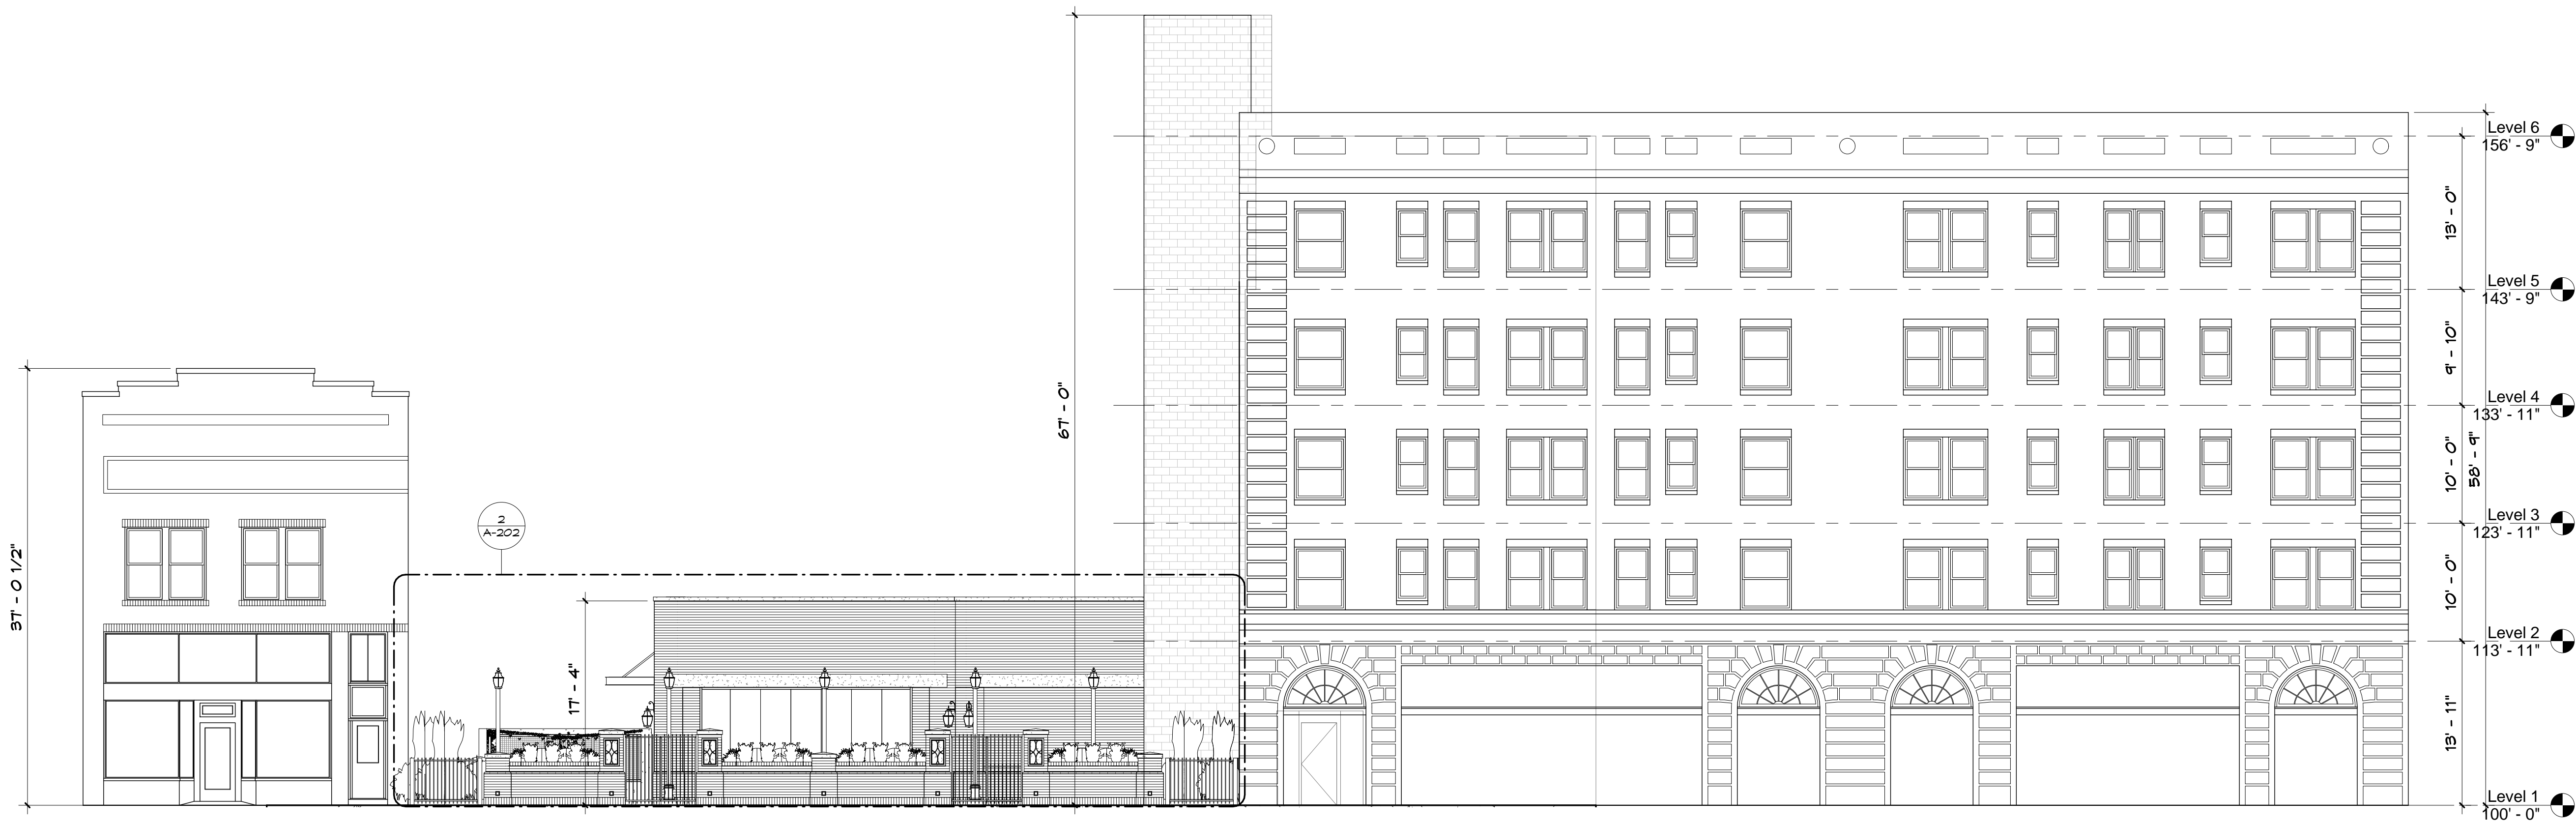 Level 6
156' - 9"
13' - 0"
Level 5
143' - 9"
9' - 10"
37' - 0 1/2"
67' - 0"
Level 4
133' - 11"
10' - 0"
58' - 9"
2
A-202
Level 3
123' - 11"
10' - 0"
17' - 4"
Level 2
113' - 11"
13' - 11"
Level 1
100' - 0"